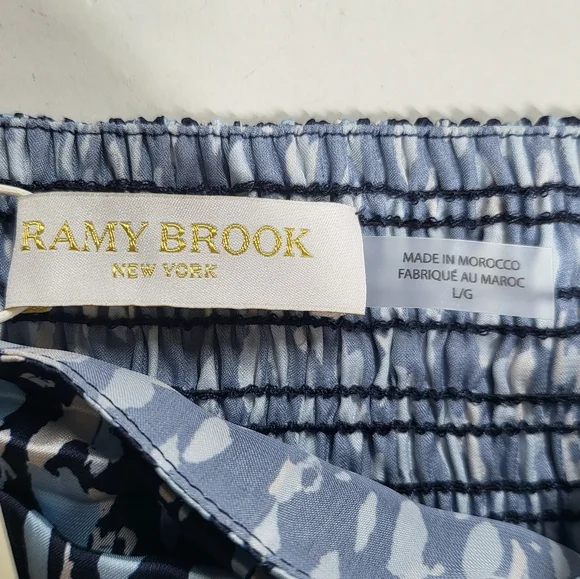 RAMY BROOK
NEW YORK
MADE IN MOROCCO
FABRIQUÉ AU MAROC
L/G